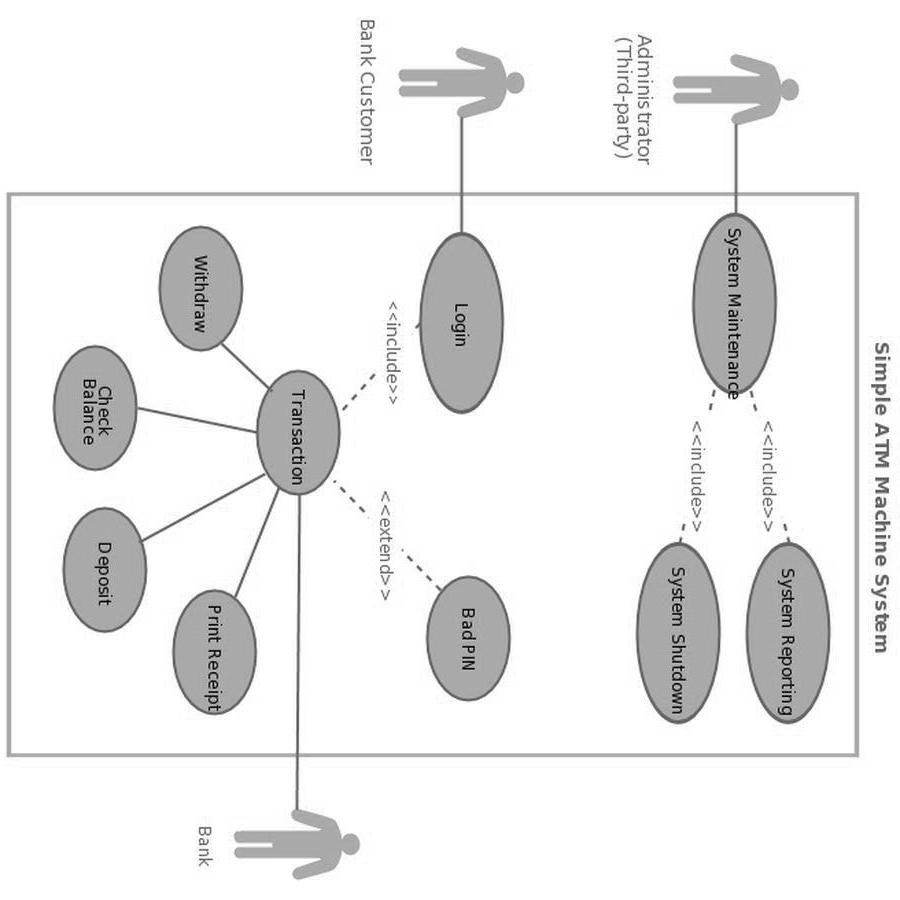 Simple ATM Machine System
Administrator
(Third-party)
System Maintenance
<<include>>
System Reporting
<<include>>
System Shutdown
Bank Customer
Login
<<include>>
<<extend>>
Bad PIN
Transaction
Withdraw
Check
Balance
Deposit
Print Receipt
Bank